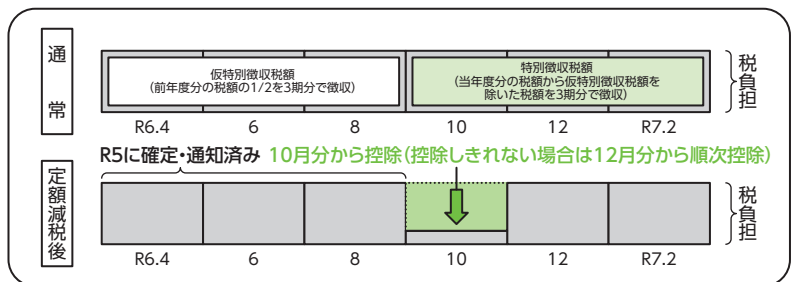 通常
仮特別徴収税額
(前年度分の税額の1/2を3期分で徴収)
特別徴収税額
(当年度分の税額から仮特別徴収税額を
除いた税額を3期分で徴収)
税負担
R6.4 6 8 10 12 R7.2
R5に確定・通知済み 10月分から控除(控除しきれない場合は12月分から順次控除)
定額減税後
税負担
R6.4 6 8 10 12 R7.2